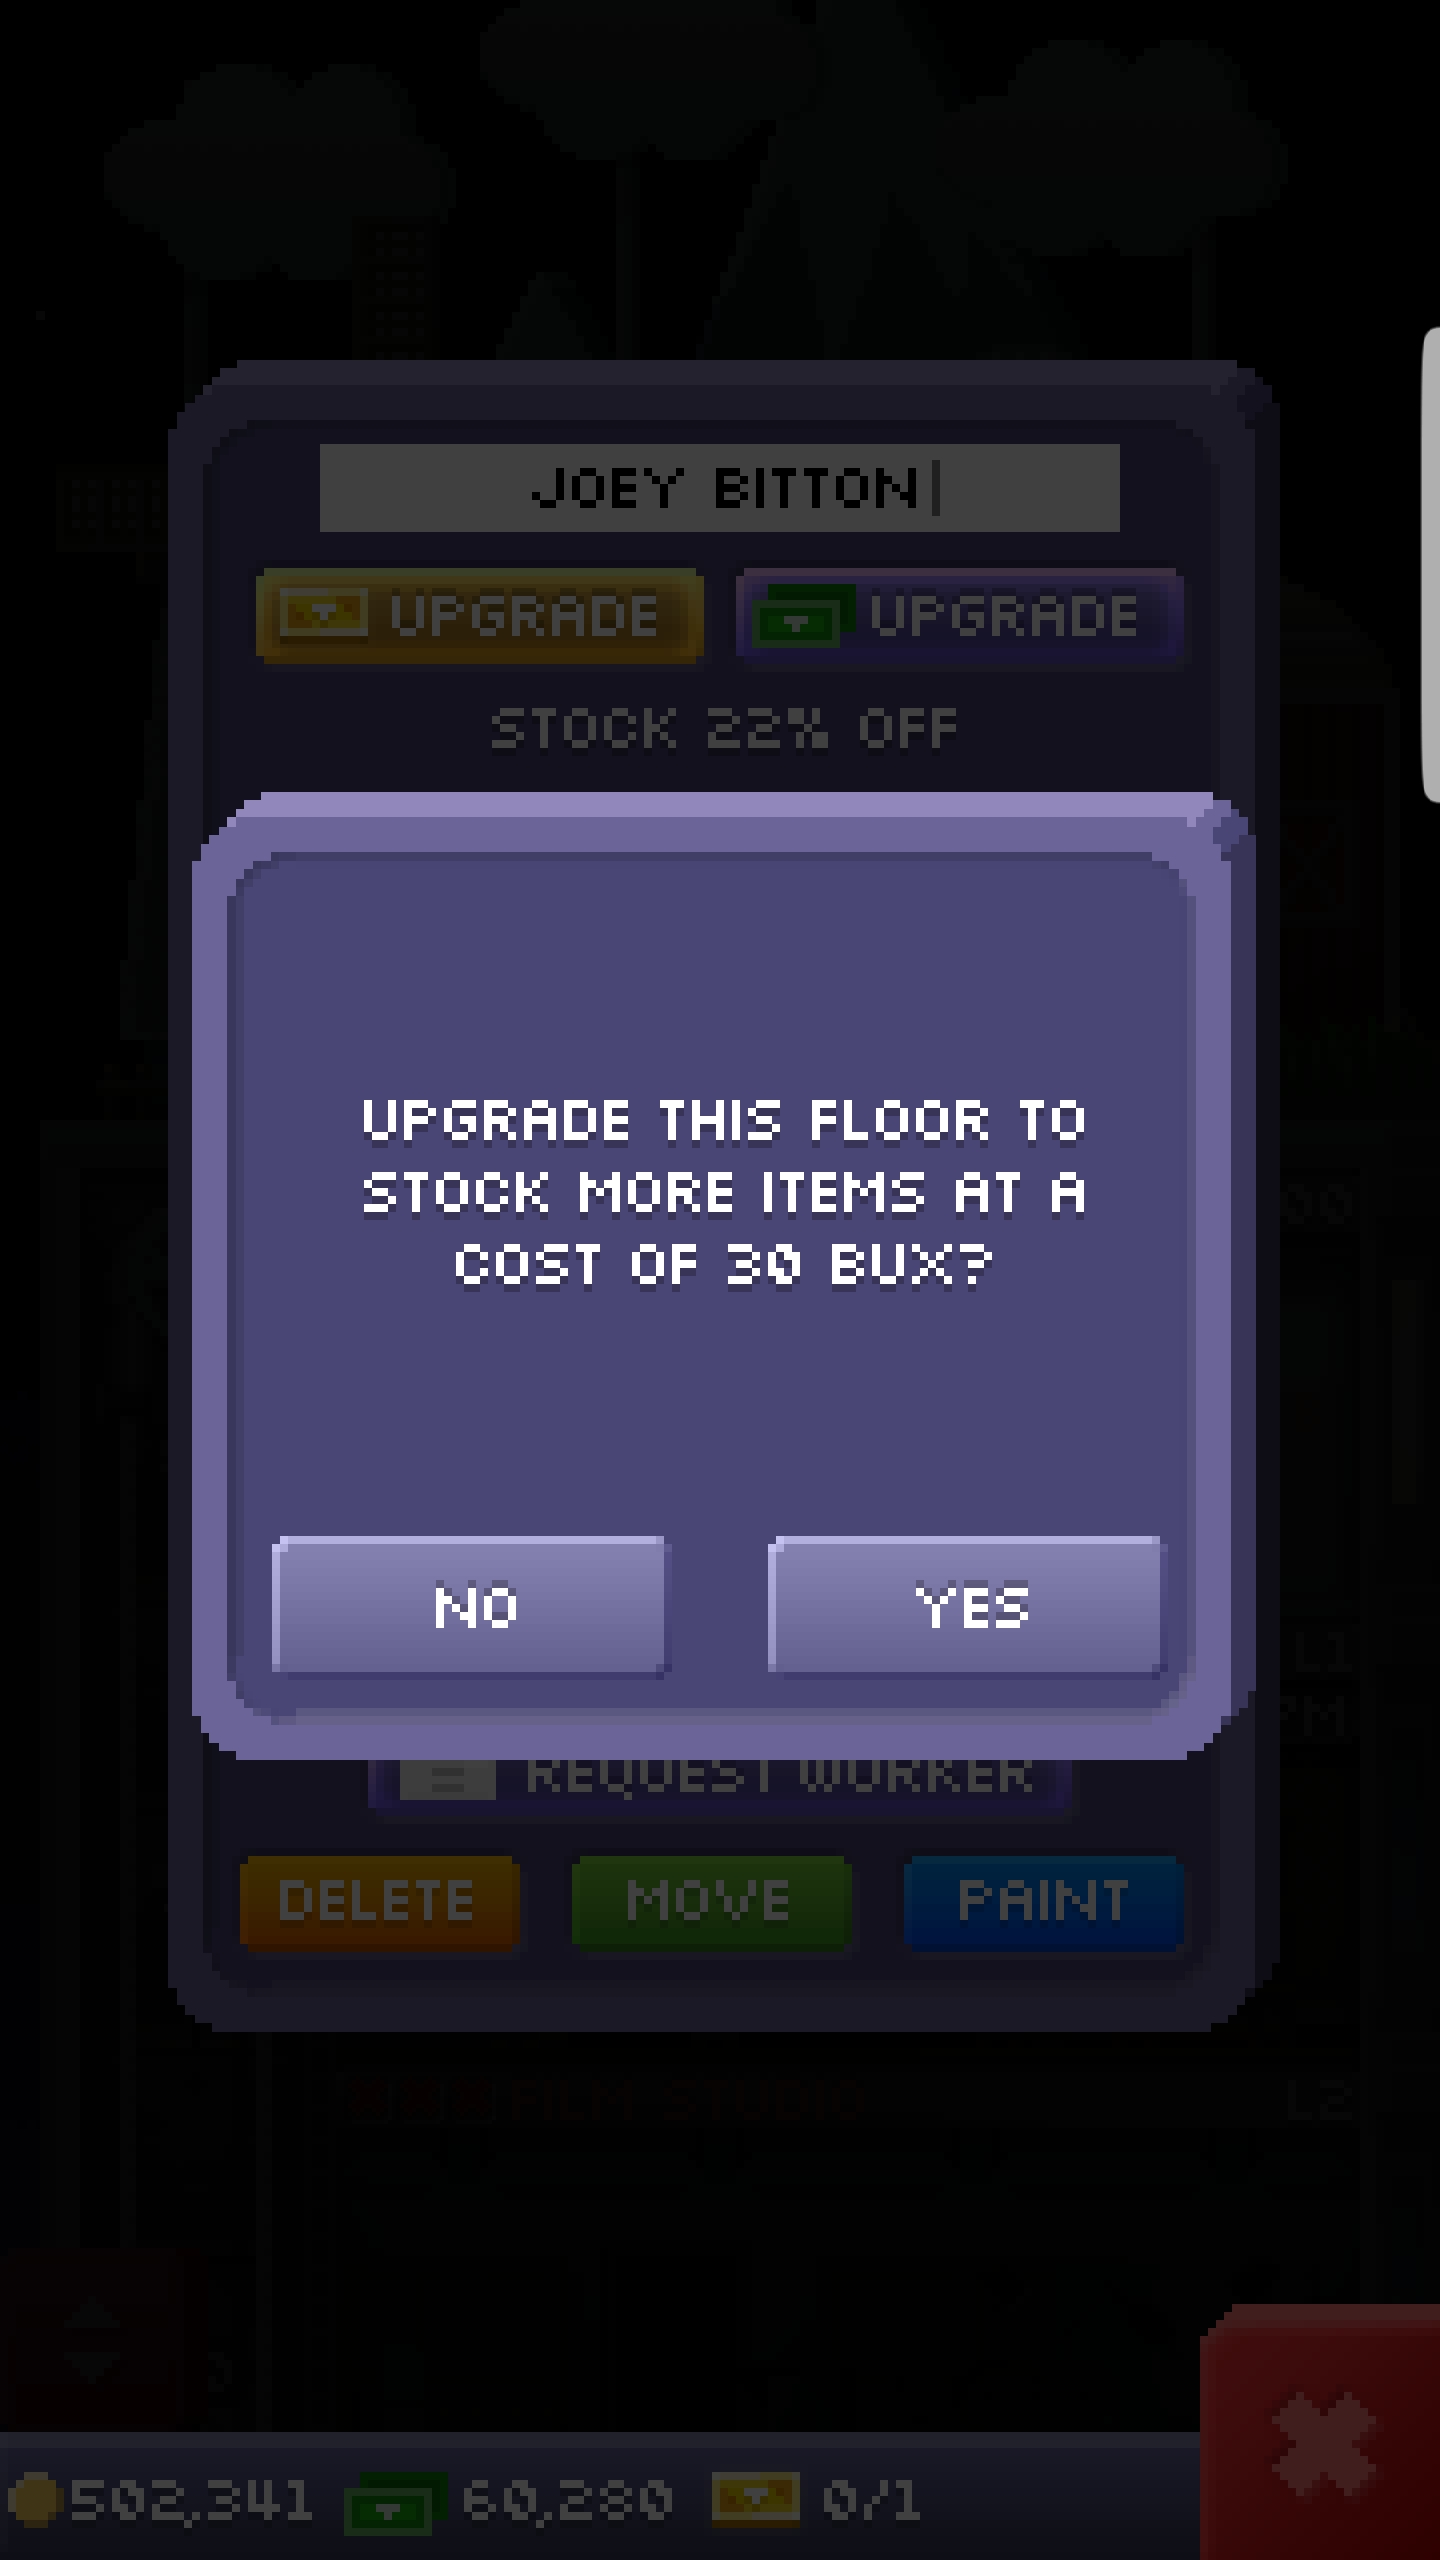 JOEY BITTON
UPGRADE
UPGRADE
STOCK 22% OFF
UPGRADE THIS FLOOR TO
STOCK MORE ITEMS AT A
COST OF 30 BUX?
NO
YES
REQUEST WORKER
DELETE
MOVE
PAINT
FILM STUDIO
502,341
60,280
0/1